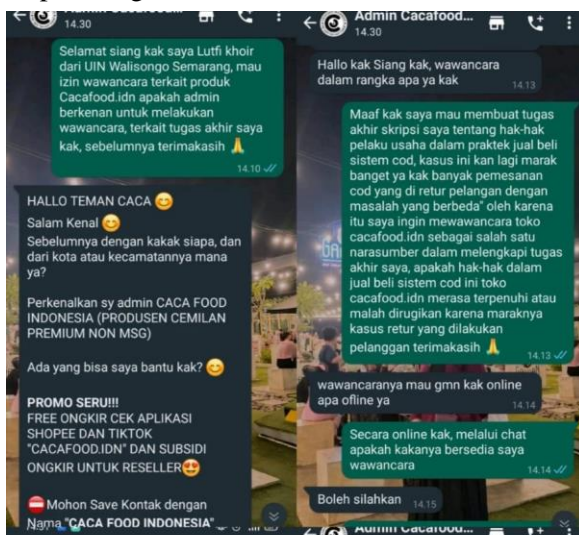 Admin Cacafood...
14.30
Selamat siang kak saya Lutfi khoir
dari UIN Walisongo Semarang, mau
izin wawancara terkait produk
Cacafood.idn apakah admin
berkenan untuk melakukan
wawancara, terkait tugas akhir saya
kak, sebelumnya terimakasih 🙏
14.10
HALLO TEMAN CACA 😊
Salam Kenal 😊
Sebelumnya dengan kakak siapa, dan
dari kota atau kecamatannya mana
ya?
Perkenalkan sy admin CACA FOOD
INDONESIA (PRODUSEN CEMILAN
PREMIUM NON MSG)
Ada yang bisa saya bantu kak? 😊
PROMO SERU!!!
FREE ONGKIR CEK APLIKASI
SHOPEE DAN TIKTOK
"CACAFOOD.IDN" DAN SUBSIDI
ONGKIR UNTUK RESELLER😍
⛔Mohon Save Kontak dengan
Nama "CACA FOOD INDONESIA"
Admin Cacafood...
14.30
Hallo kak Siang kak, wawancara
dalam rangka apa ya kak
14.13
Maaf kak saya mau membuat tugas
akhir skripsi saya tentang hak-hak
pelaku usaha dalam praktek jual beli
sistem cod, kasus ini kan lagi marak
banget ya kak banyak pemesanan
cod yang di retur pelangan dengan
masalah yang berbeda" oleh karena
itu saya ingin mewawancara toko
cacafood.idn sebagai salah satu
narasumber dalam melengkapi tugas
akhir saya, apakah hak-hak dalam
jual beli sistem cod ini toko
cacafood.idn merasa terpenuhi atau
malah dirugikan karena maraknya
kasus retur yang dilakukan
pelanggan terimakasih 🙏
14.13
wawancaranya mau gmn kak online
apa ofline ya
14.14
Secara online kak, melalui chat
apakah kakanya bersedia saya
wawancara
14.14
Boleh silahkan
14.15
Admin Cacafood...